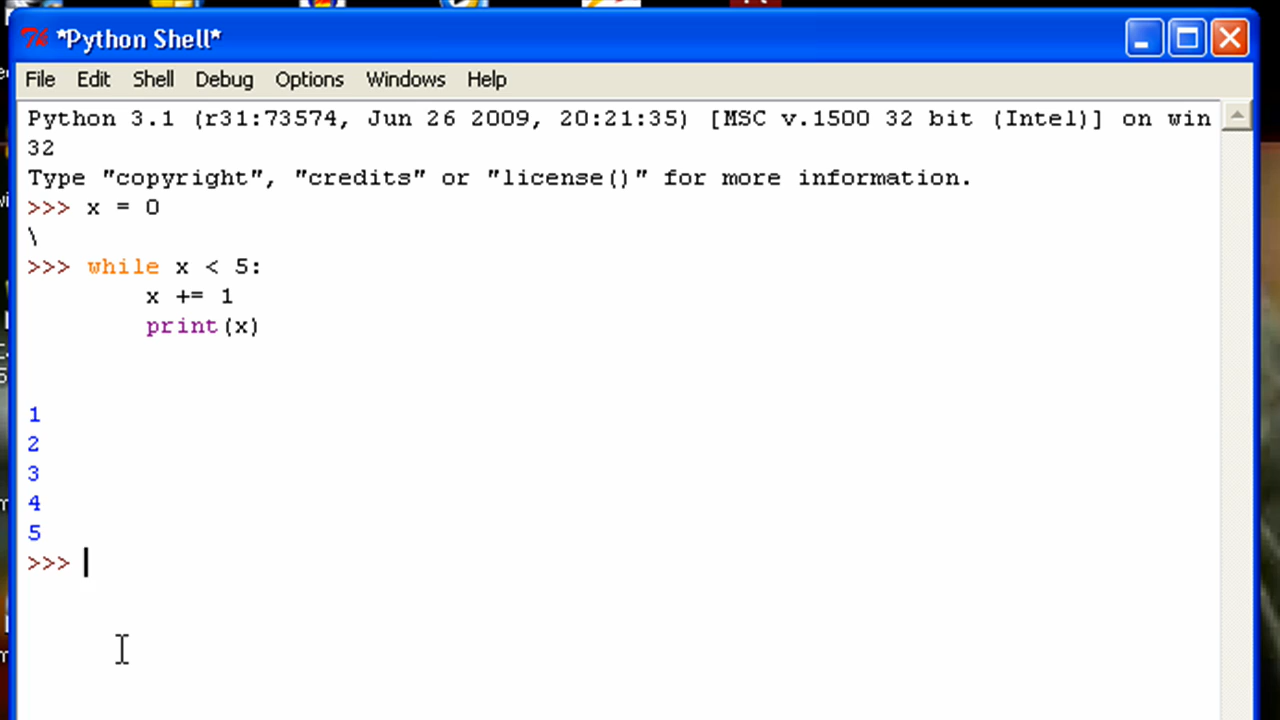 *Python Shell*
File Edit Shell Debug Options Windows Help
Python 3.1 (r31:73574, Jun 26 2009, 20:21:35) [MSC v.1500 32 bit (Intel)] on win
32
Type "copyright", "credits" or "license()" for more information.
>>> x = 0
\
>>> while x < 5:
x += 1
print(x)
1
2
3
4
5
>>>